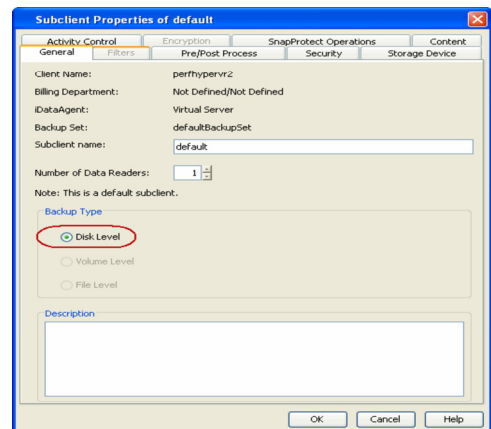 Subclient Properties of default
Activity Control Encryption SnapProtect Operations Content
General Filters Pre/Post Process Security Storage Device
Client Name: perfhypervr2
Billing Department: Not Defined/Not Defined
iDataAgent: Virtual Server
Backup Set: defaultBackupSet
Subclient name: default
Number of Data Readers: 1
Note: This is a default subclient.
Backup Type
Disk Level
Volume Level
File Level
Description
OK Cancel Help